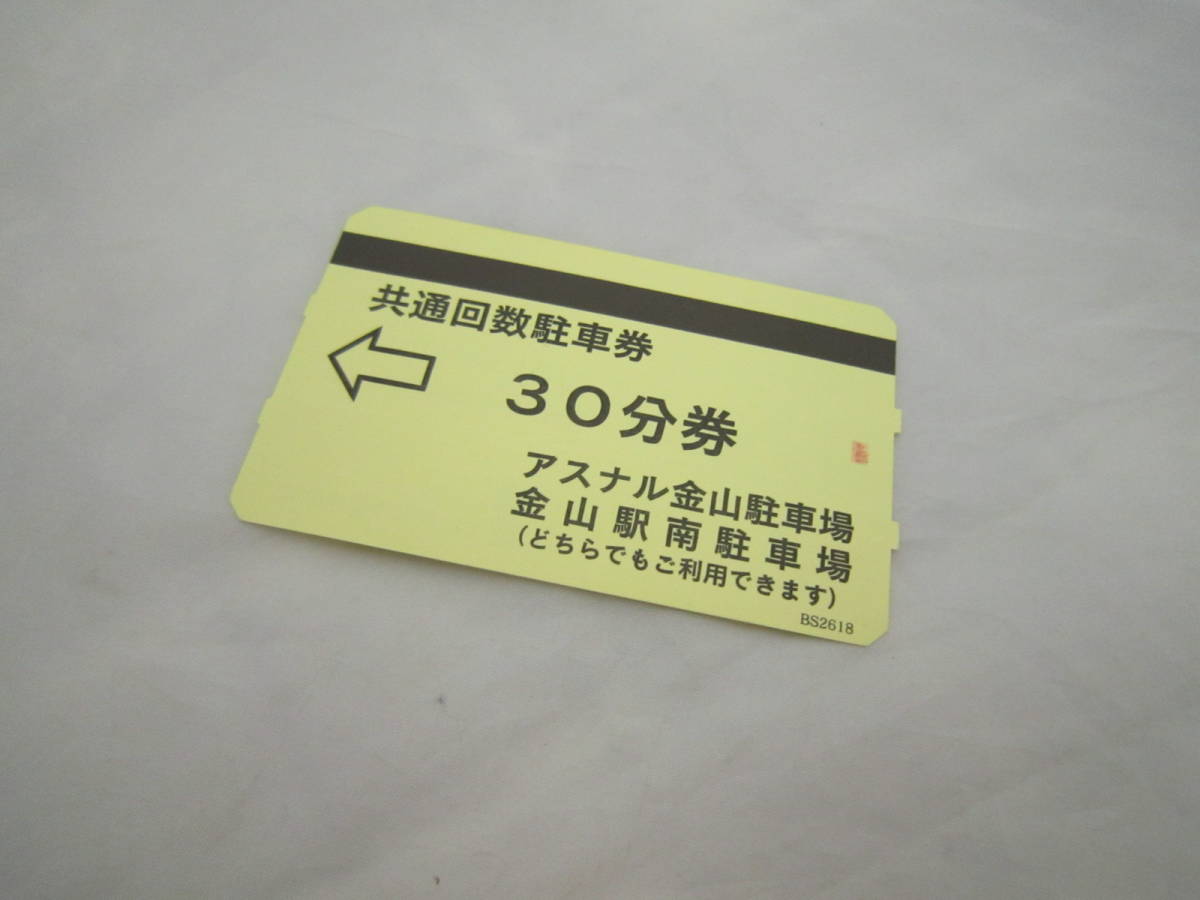 共通回数駐車券
３０分券
アスナル金山駐車場
金山駅南駐車場
(どちらでもご利用できます)
BS2618